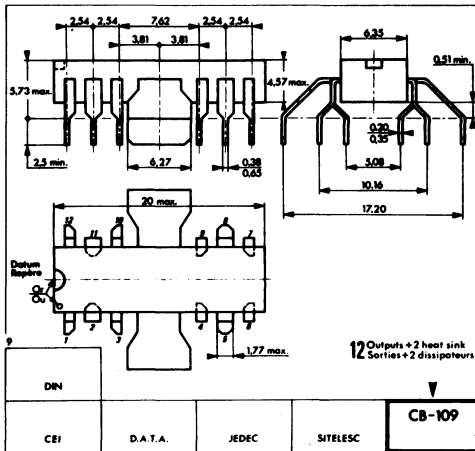 2,54 2,54 7,62 2,54 2,54
3,81 3,81
6,35
5,73 max.
4,57 max.
0,51 min.
2,5 min.
6,27
0,38
0,65
0,20
0,35
5,08
10,16
17,20
20 max.
12 11 10 9 8 7
Datum
Repère
Or
Ou
1 2 3 4 5 6
1,77 max.
9
12 Outputs + 2 heat sink
Sorties + 2 dissipateurs
DIN
CB-109
CEI D.A.T.A. JEDEC SITELESC